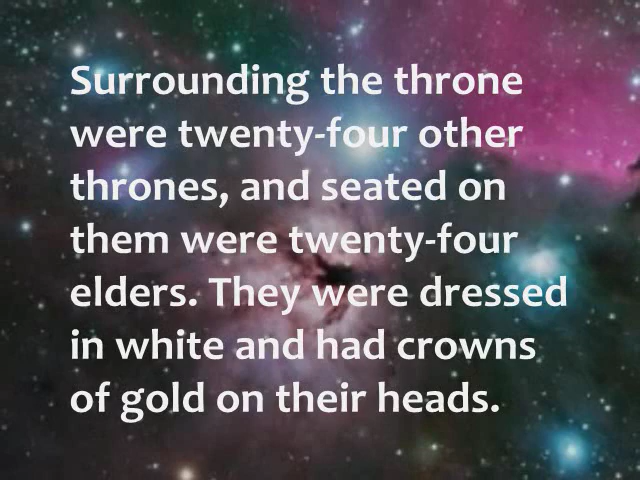 Surrounding the throne
were twenty-four other
thrones, and seated on
them were twenty-four
elders. They were dressed
in white and had crowns
of gold on their heads.